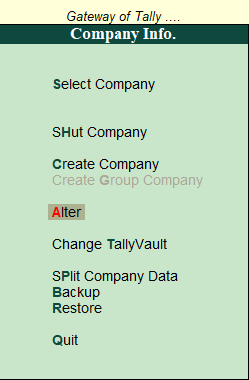 Gateway of Tally ....
Company Info.
Select Company
SHut Company
Create Company
Create Group Company
Alter
Change TallyVault
SPlit Company Data
Backup
Restore
Quit